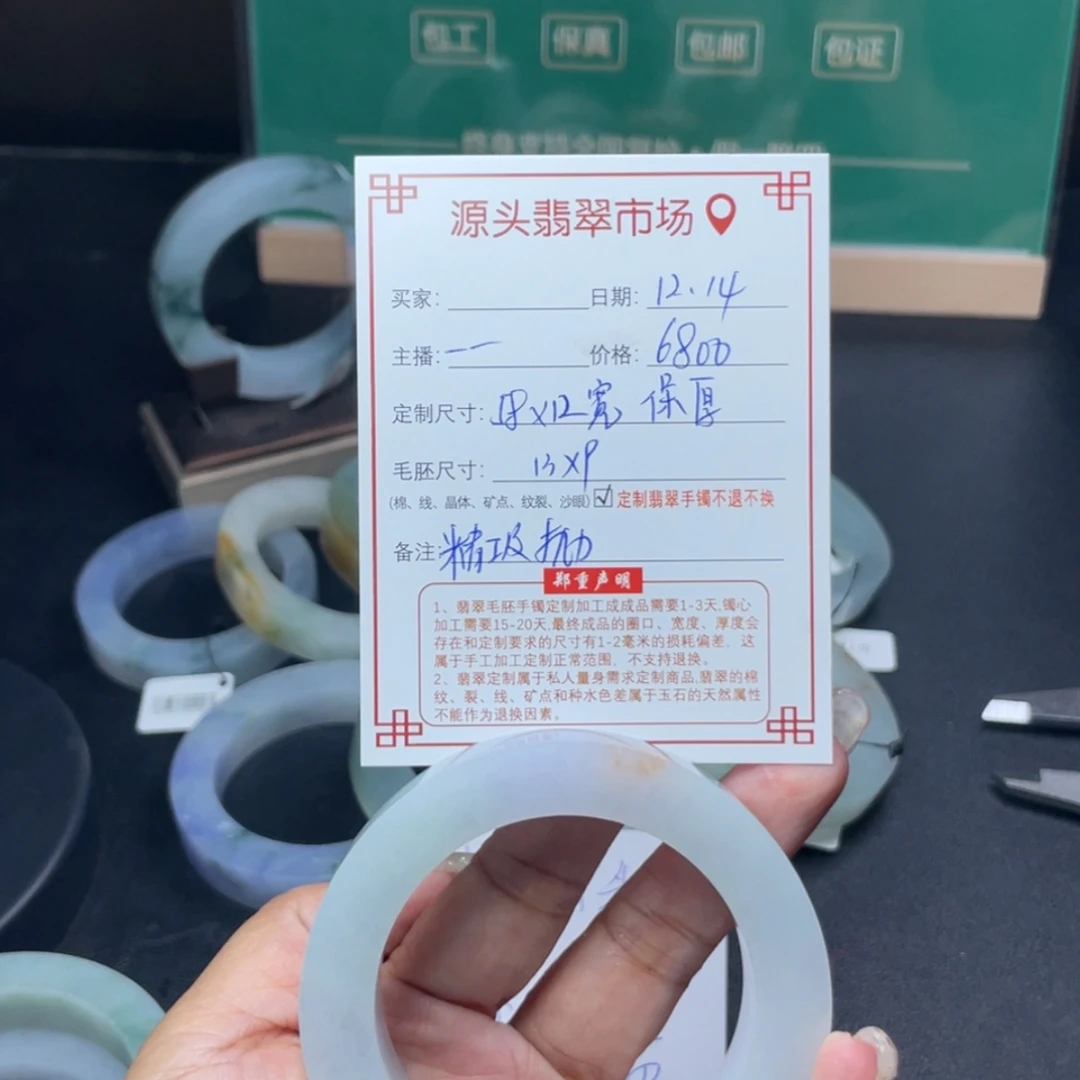 包工 保真 包邮 包证
源头翡翠市场
买家: 日期: 12.14
主播: 一 价格: 6800
定制尺寸: x12宽 保厚
毛胚尺寸: 13X9
(棉、线、晶体、矿点、纹裂、沙眼) ☑ 定制翡翠手镯不退不换
备注: 精工及抛
郑重声明
1、翡翠毛胚手镯定制加工成成品需要1-3天,镯心
加工需要15-20天,最终成品的圈口、宽度、厚度会
存在和定制要求的尺寸有1-2毫米的损耗偏差，这
属于手工加工定制正常范围，不支持退换。
2、翡翠定制属于私人量身需求定制商品,翡翠的棉
纹、裂、线、矿点和种水色差属于玉石的天然属性
不能作为退换因素。